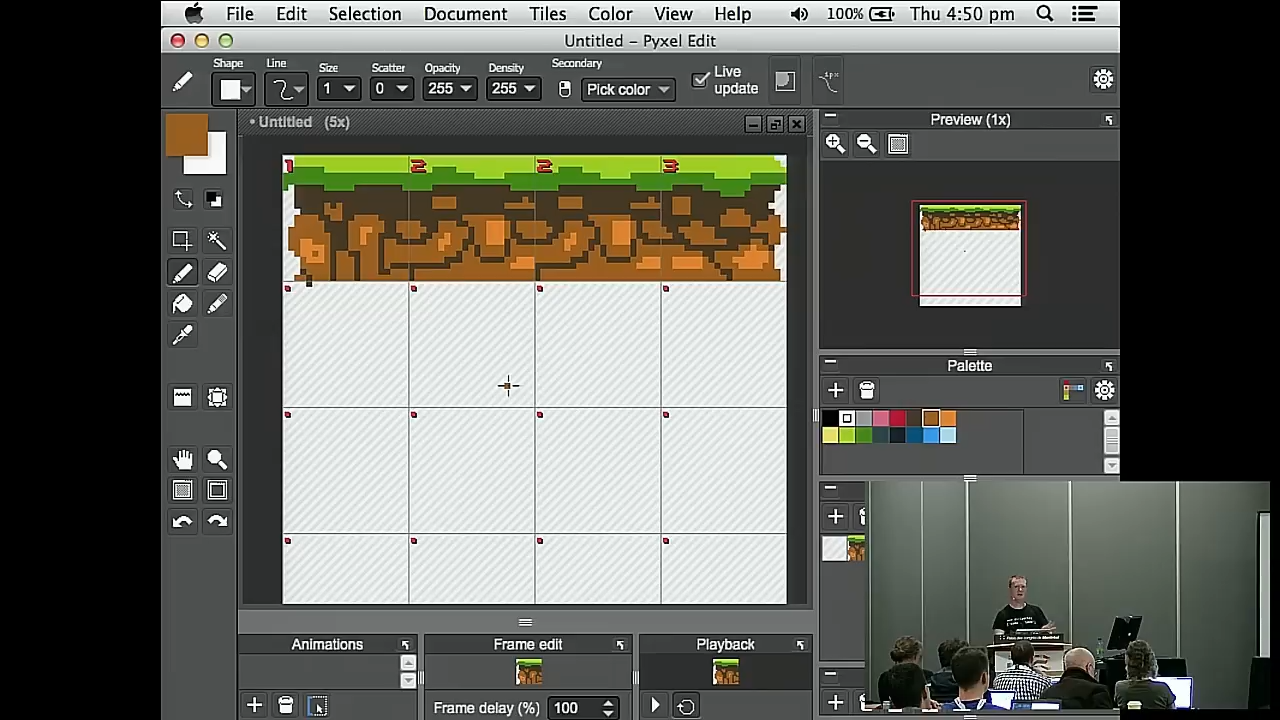 File Edit Selection Document Tiles Color View Help 100% Thu 4:50 pm
Untitled – Pyxel Edit
Shape Line Size Scatter Opacity Density Secondary
1 0 255 255 Pick color Live update
• Untitled (5x)
Preview (1x)
1 2 2 3
Palette
Animations Frame edit Playback
Frame delay (%) 100